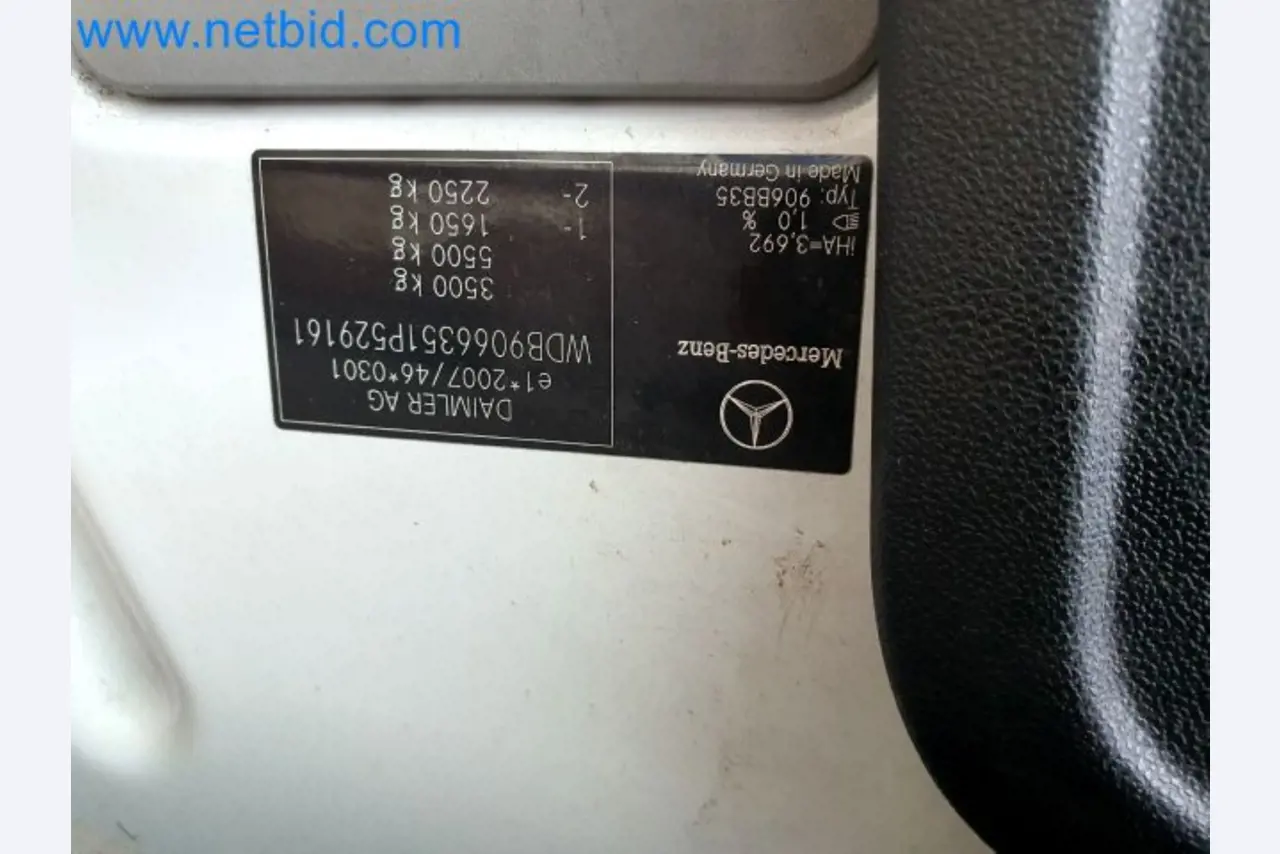 www.netbid.com
Mercedes-Benz
iHA=3,692
1,0 %
Typ: 906BB35
Made in Germany
DAIMLER AG
e1*2007/46*0301
WDB9066351P529161
3500 kg
5500 kg
1- 1650 kg
2- 2250 kg